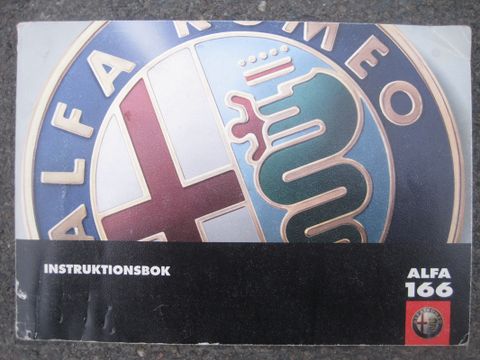 ALFA ROMEO
INSTRUKTIONSBOK
ALFA
166